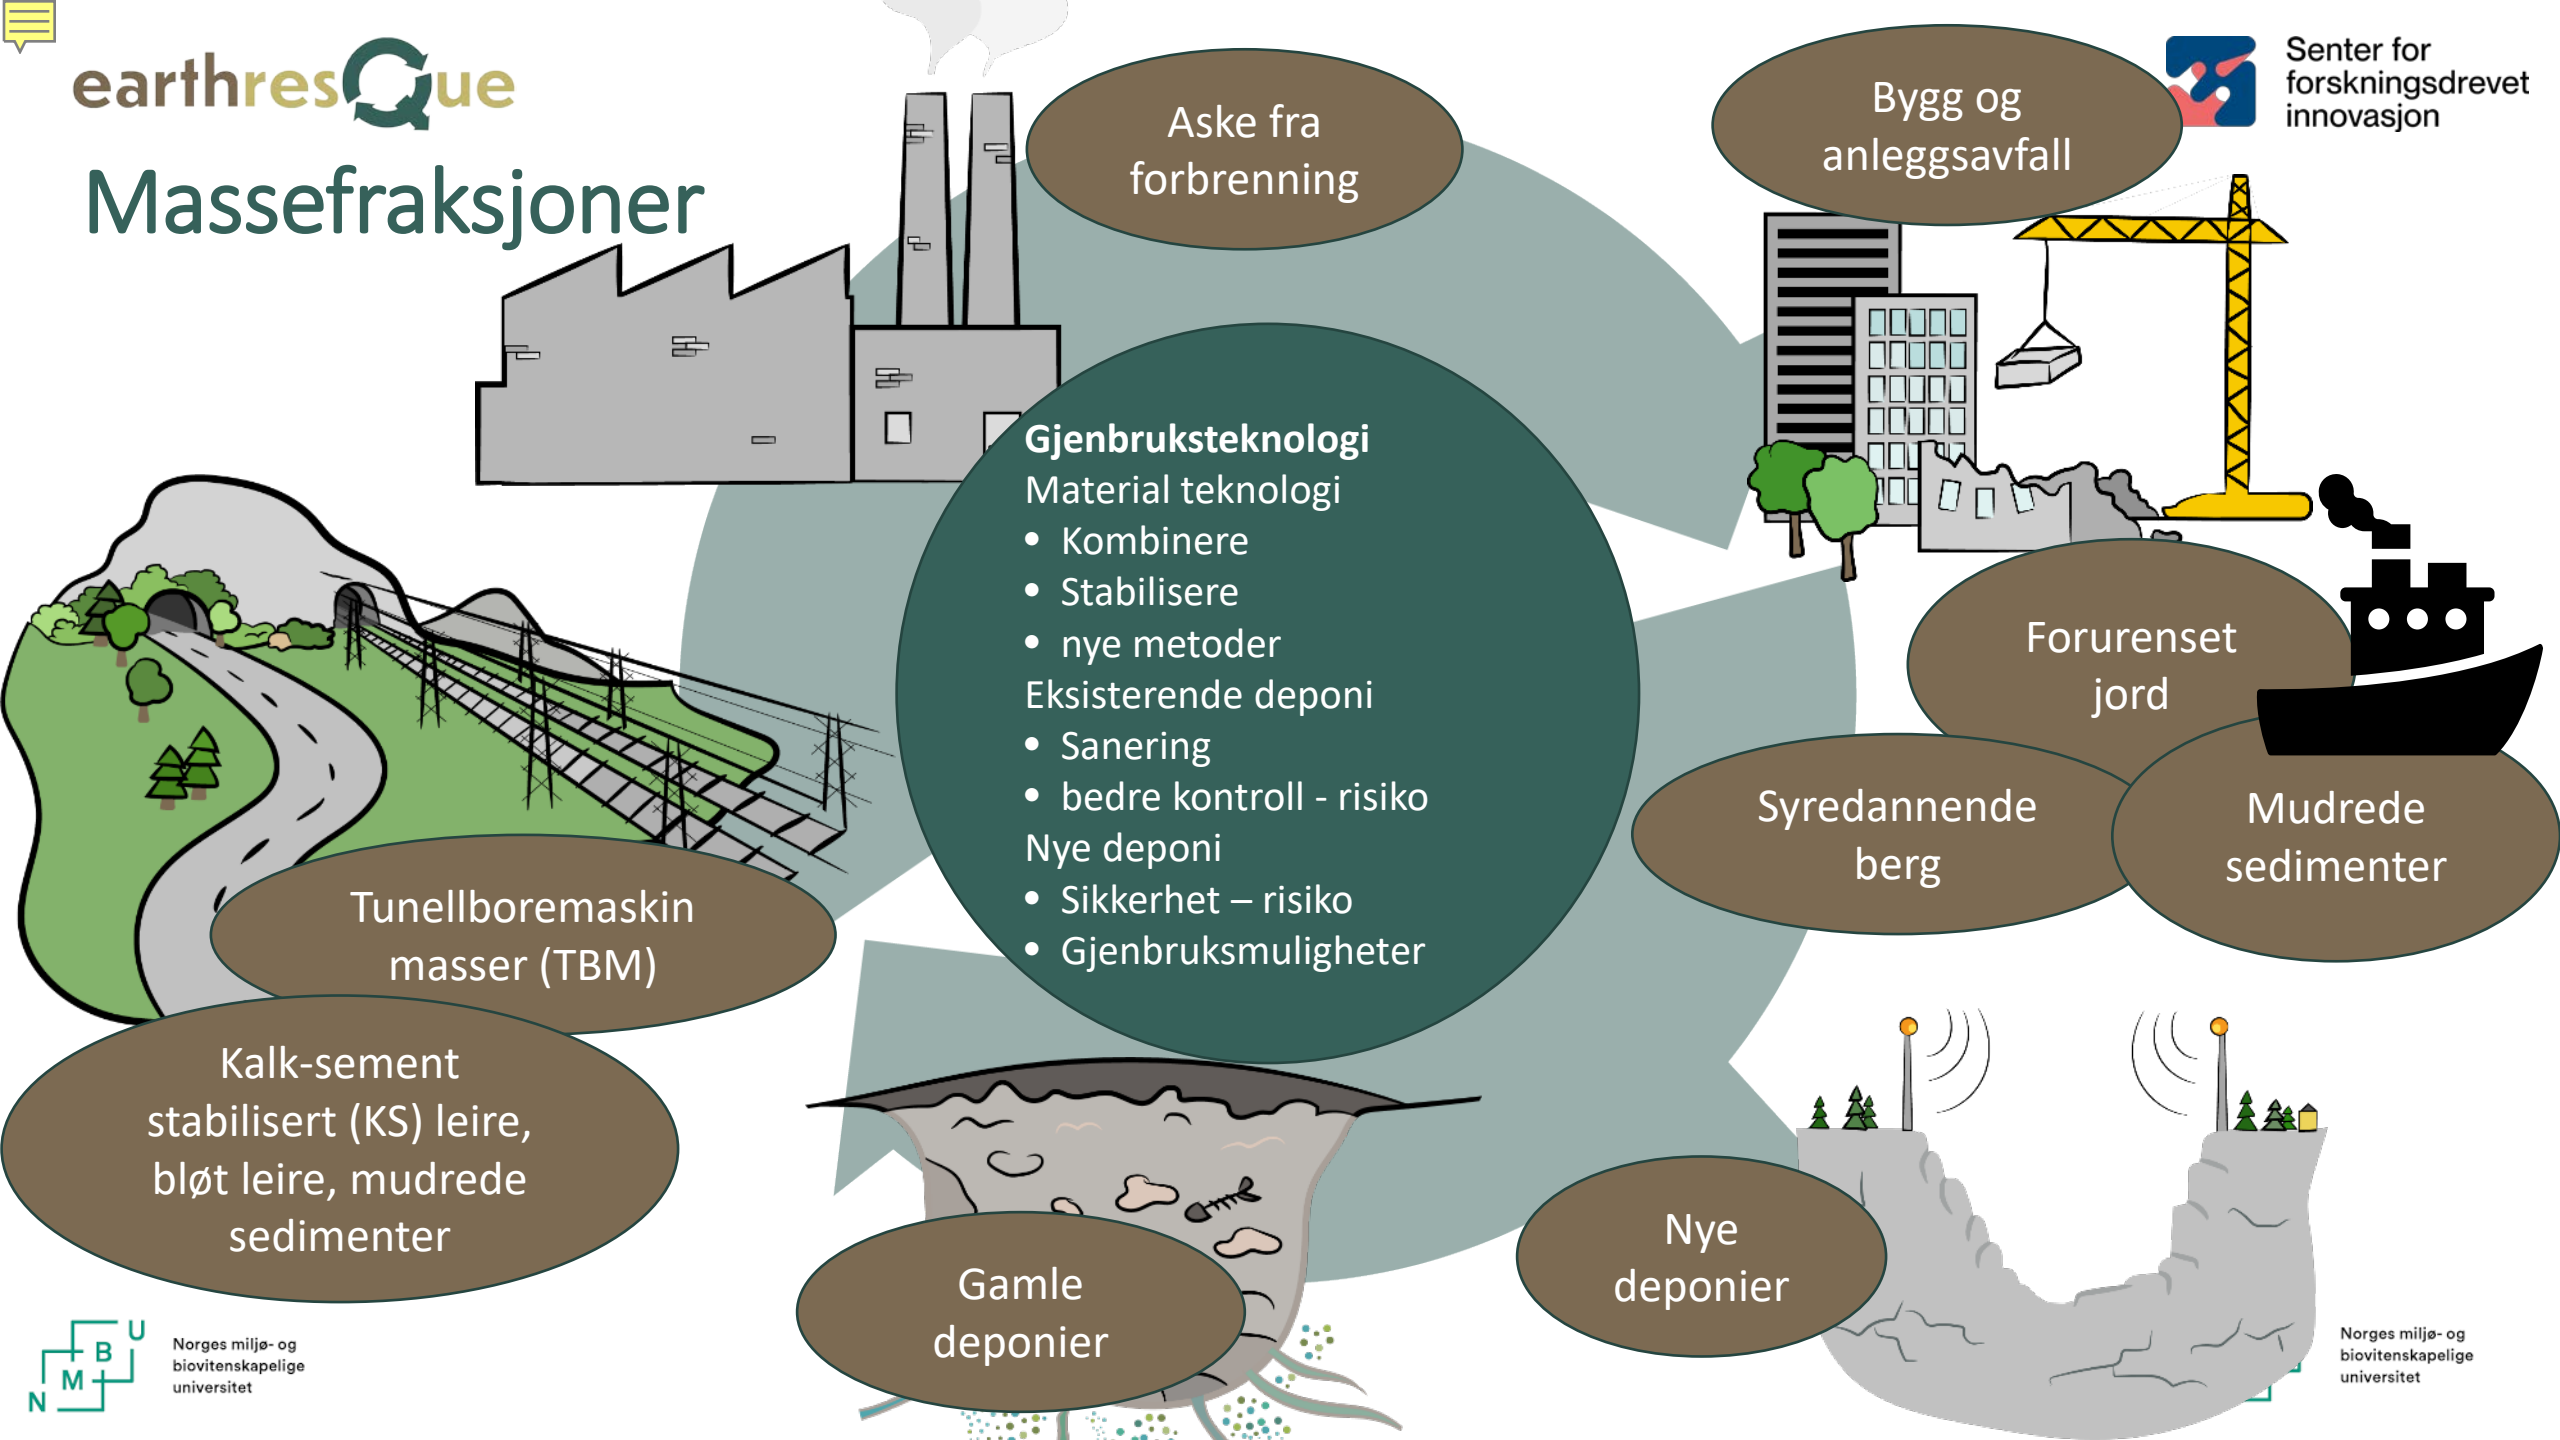 earthresQue
Senter for
forskningsdrevet
innovasjon
Massefraksjoner
Aske fra
forbrenning
Bygg og
anleggsavfall
Gjenbruksteknologi
Material teknologi
• Kombinere
• Stabilisere
• nye metoder
Eksisterende deponi
• Sanering
• bedre kontroll - risiko
Nye deponi
• Sikkerhet – risiko
• Gjenbruksmuligheter
Forurenset
jord
Syredannende
berg
Mudrede
sedimenter
Tunellboremaskin
masser (TBM)
Kalk-sement
stabilisert (KS) leire,
bløt leire, mudrede
sedimenter
Gamle
deponier
Nye
deponier
N M B U
Norges miljø- og
biovitenskapelige
universitet
Norges miljø- og
biovitenskapelige
universitet